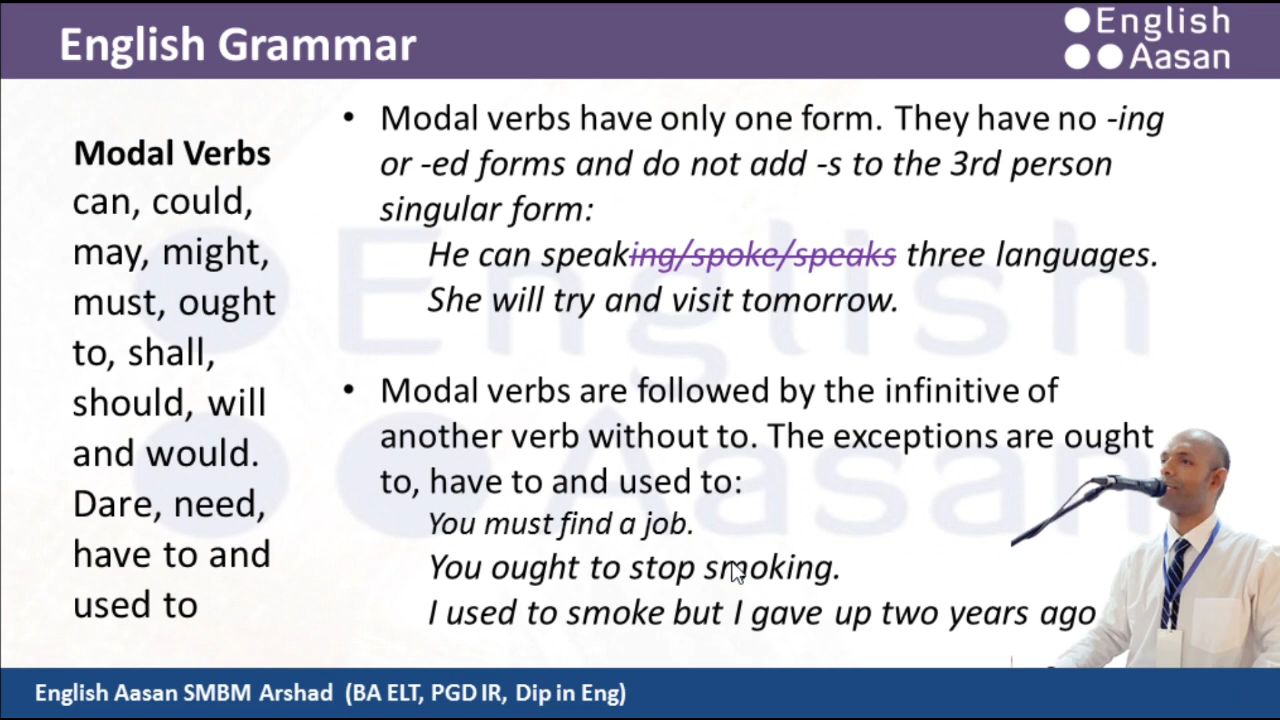 English Grammar
English
Aasan
Modal Verbs
can, could,
may, might,
must, ought
to, shall,
should, will
and would.
Dare, need,
have to and
used to
• Modal verbs have only one form. They have no -ing
or -ed forms and do not add -s to the 3rd person
singular form:
He can speaking/spoke/speaks three languages.
She will try and visit tomorrow.
• Modal verbs are followed by the infinitive of
another verb without to. The exceptions are ought
to, have to and used to:
You must find a job.
You ought to stop smoking.
I used to smoke but I gave up two years ago
English
Aasan
English Aasan SMBM Arshad (BA ELT, PGD IR, Dip in Eng)